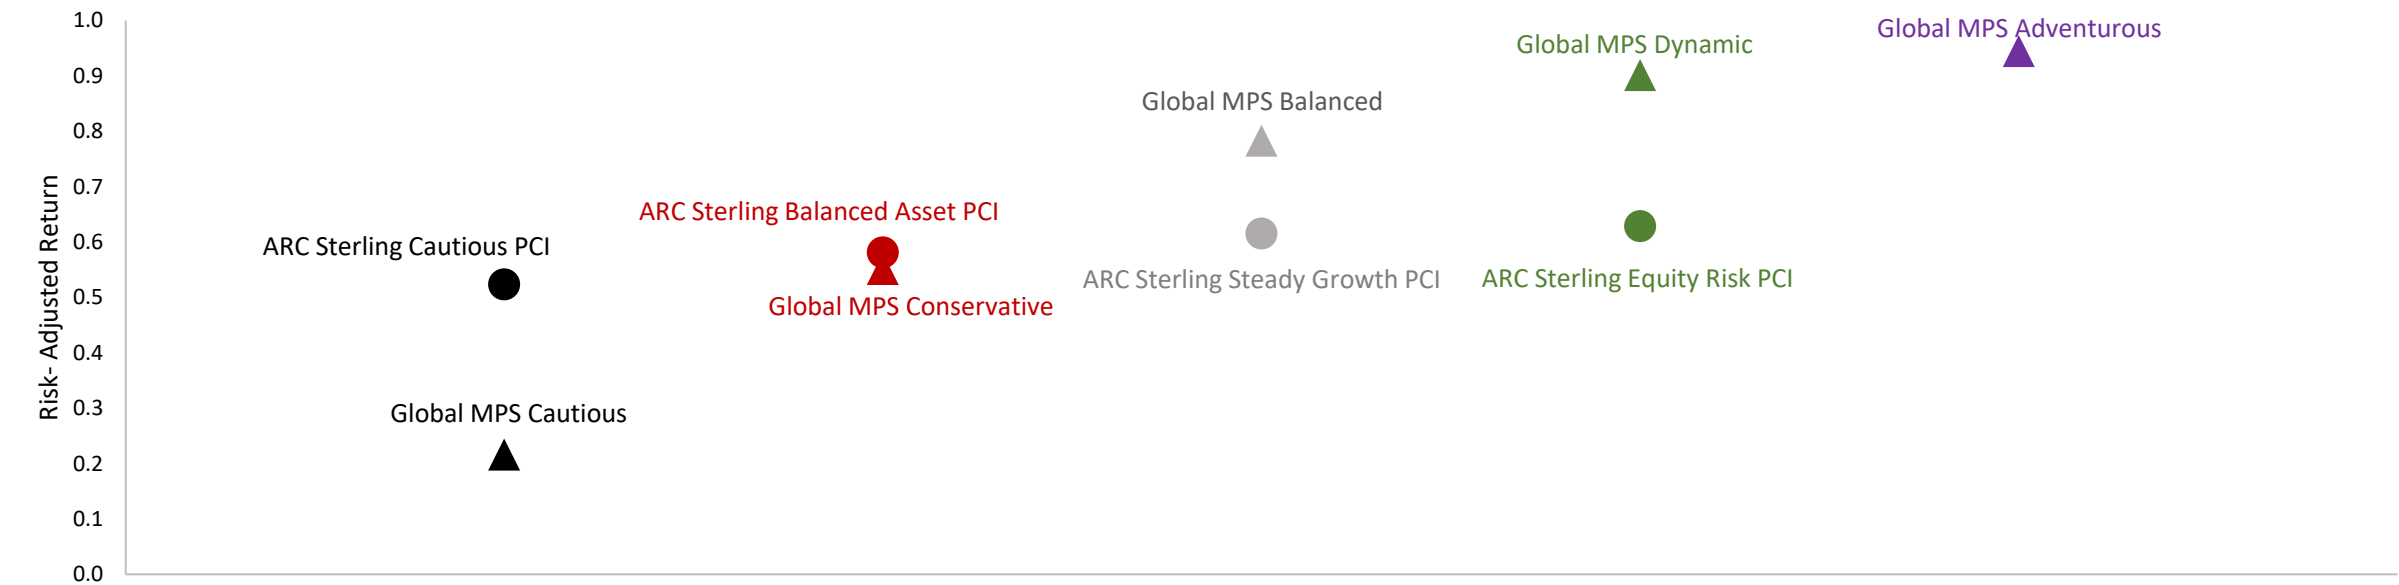 1.0
0.9
0.8
0.7
0.6
0.5
0.4
0.3
0.2
0.1
0.0
Risk- Adjusted Return
ARC Sterling Cautious PCI
Global MPS Cautious
ARC Sterling Balanced Asset PCI
Global MPS Conservative
Global MPS Balanced
ARC Sterling Steady Growth PCI
Global MPS Dynamic
ARC Sterling Equity Risk PCI
Global MPS Adventurous